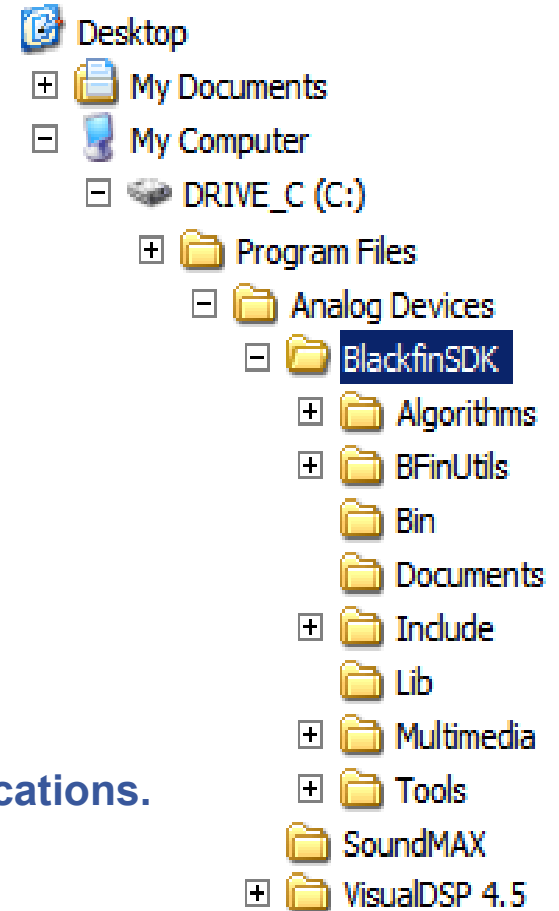 Desktop
My Documents
My Computer
DRIVE_C (C:)
Program Files
Analog Devices
BlackfinSDK
Algorithms
BFinUtils
Bin
Documents
Include
Lib
Multimedia
cations.
Tools
SoundMAX
VisualDSP 4.5